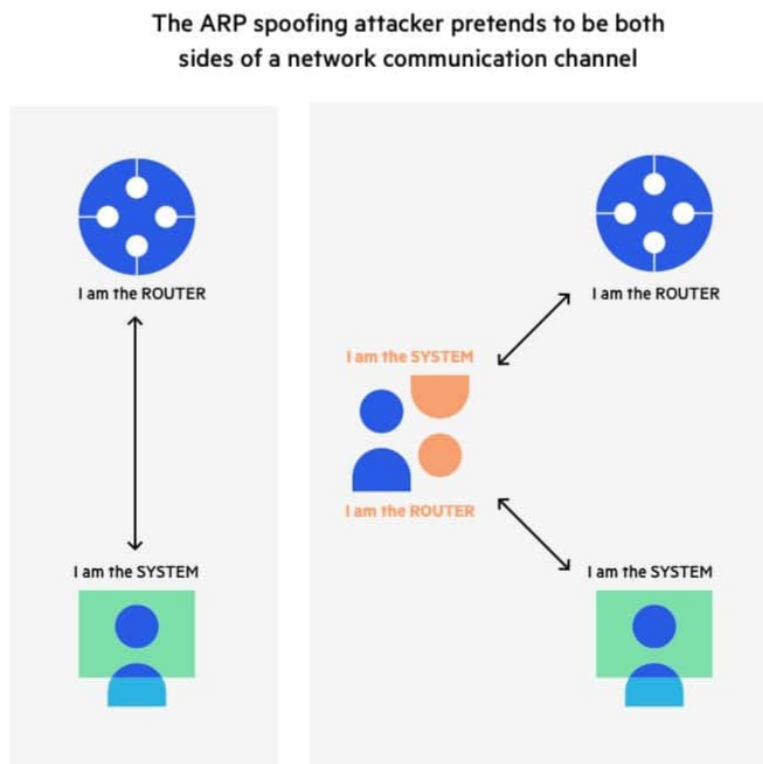 The ARP spoofing attacker pretends to be both
sides of a network communication channel
I am the ROUTER
I am the SYSTEM
I am the ROUTER
I am the SYSTEM
I am the ROUTER
I am the SYSTEM